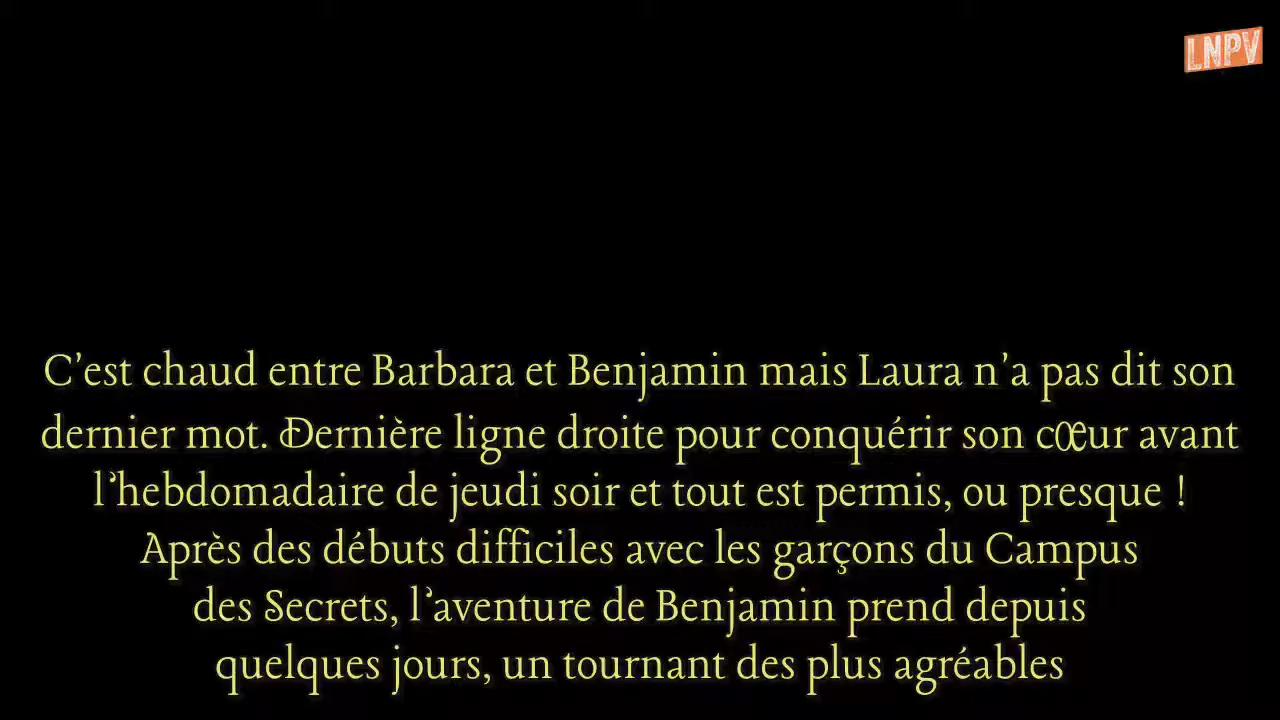 LNPV
C'est chaud entre Barbara et Benjamin mais Laura n'a pas dit son
dernier mot. Dernière ligne droite pour conquérir son cœur avant
l'hebdomadaire de jeudi soir et tout est permis, ou presque !
Après des débuts difficiles avec les garçons du Campus
des Secrets, l'aventure de Benjamin prend depuis
quelques jours, un tournant des plus agréables